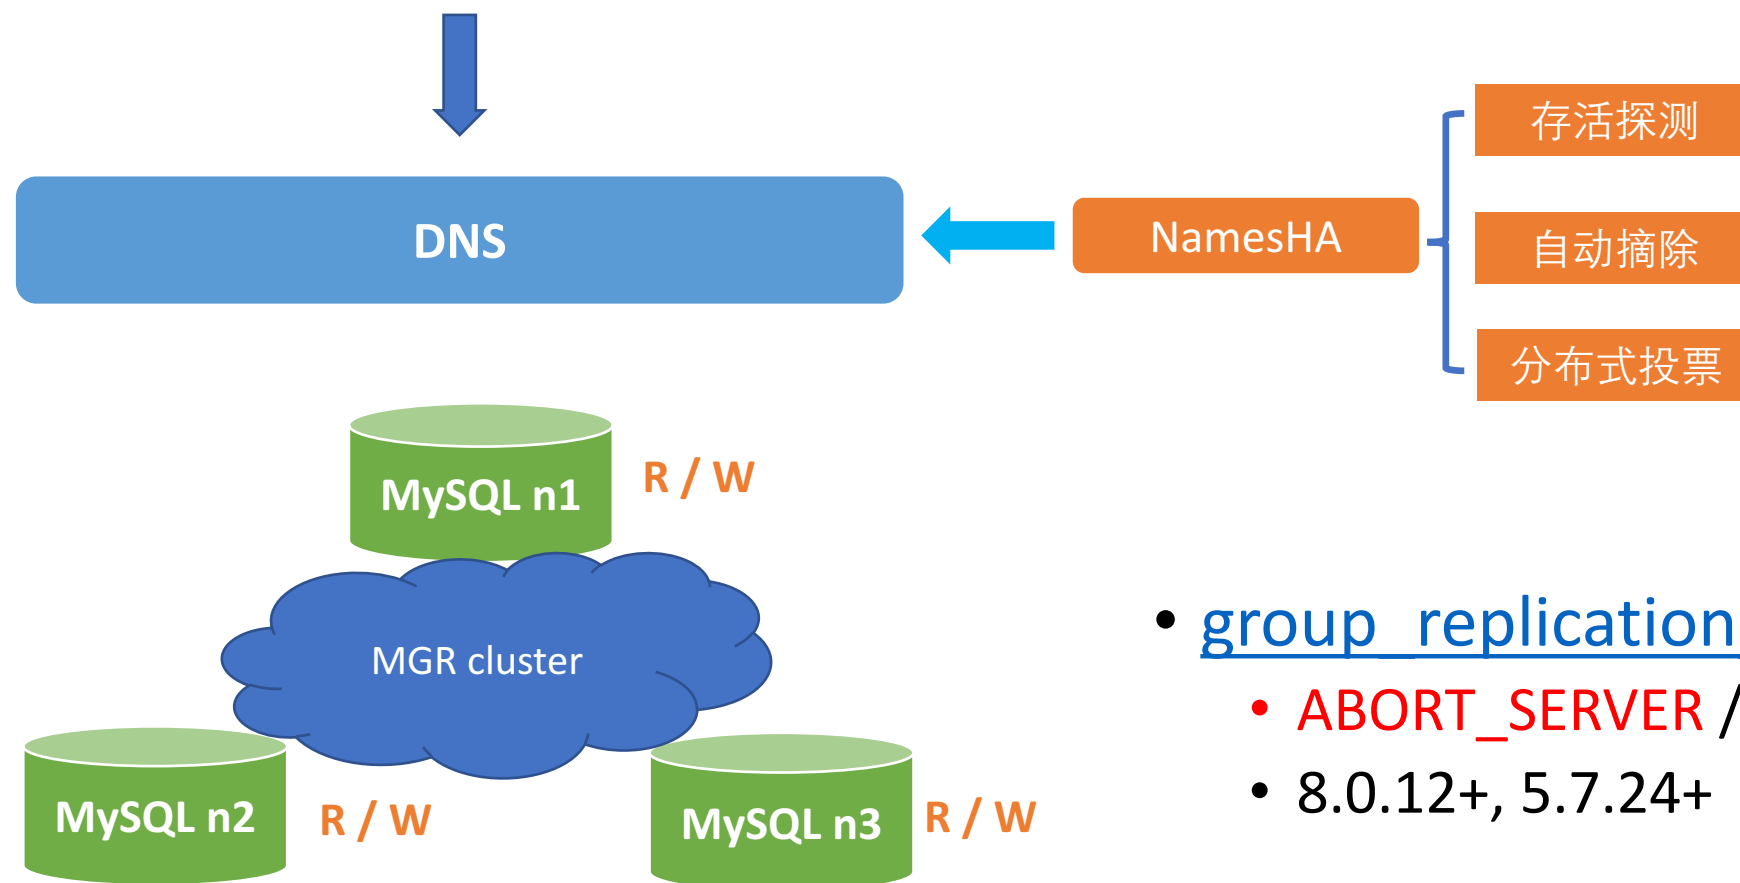 存活探测
DNS
NamesHA
自动摘除
分布式投票
MySQL n1
R / W
MGR cluster
• group_replication_
• ABORT_SERVER /
• 8.0.12+, 5.7.24+
MySQL n2
R / W
MySQL n3
R / W